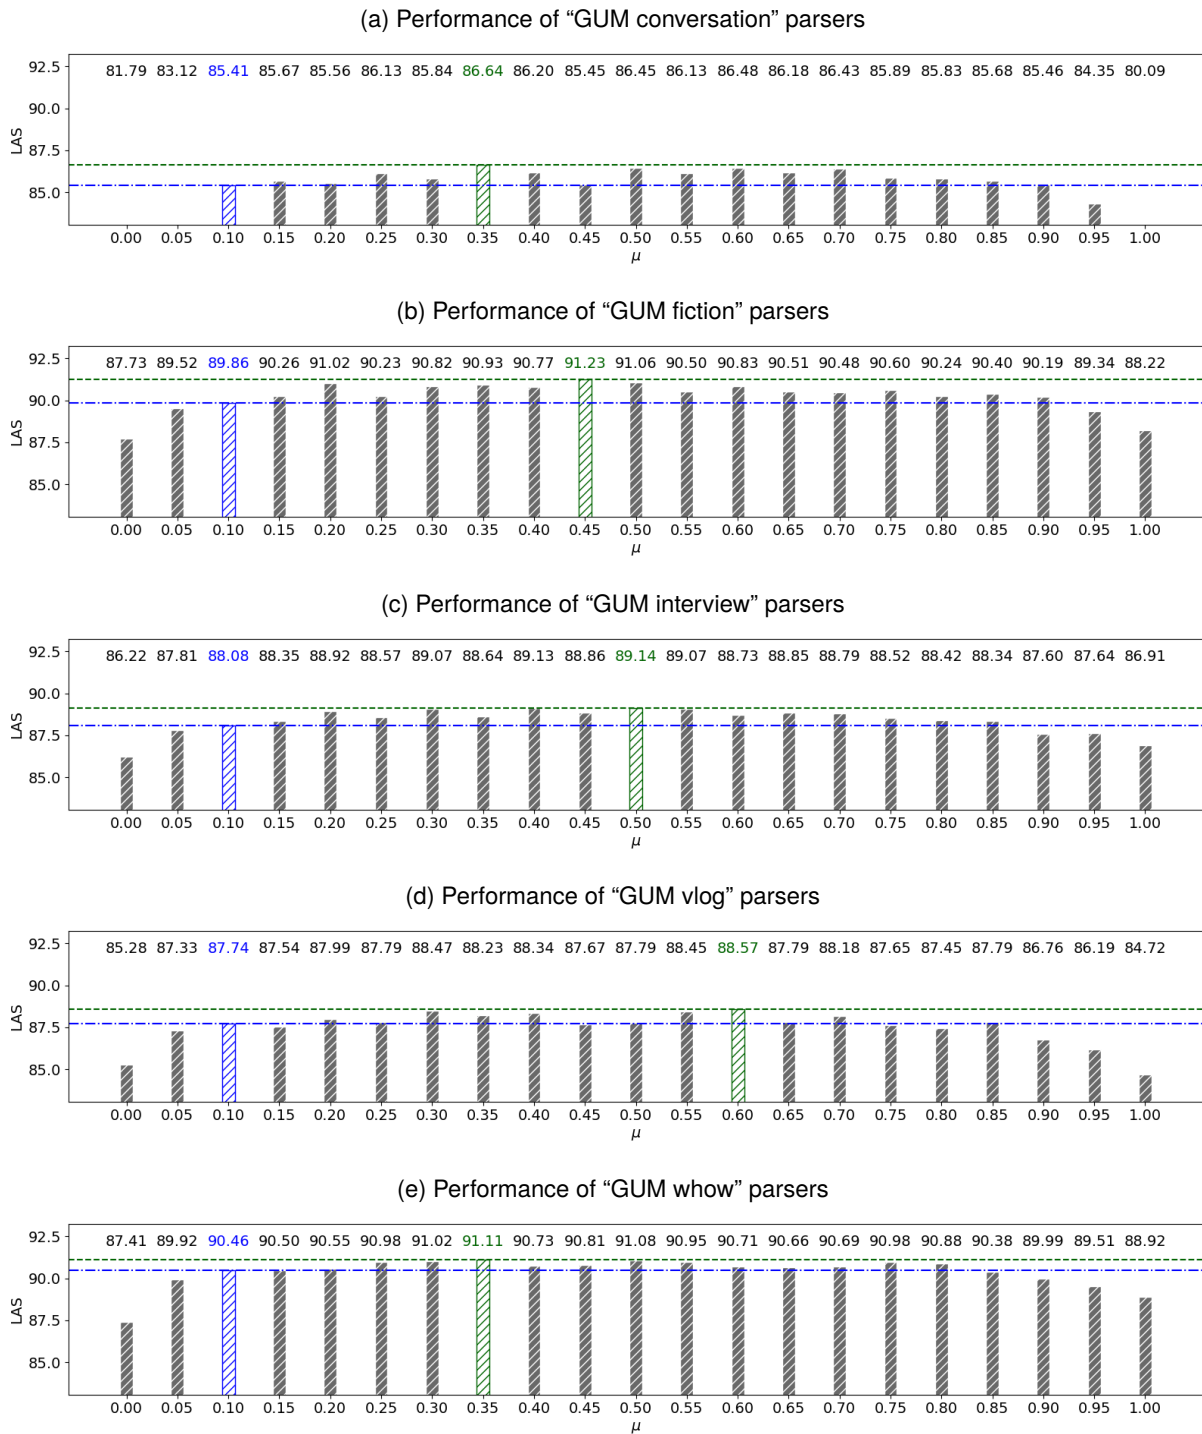 (a) Performance of “GUM conversation” parsers
92.5 81.79 83.12 85.41 85.67 85.56 86.13 85.84 86.64 86.20 85.45 86.45 86.13 86.48 86.18 86.43 85.89 85.83 85.68 85.46 84.35 80.09
90.0
LAS
87.5
85.0
0.00 0.05 0.10 0.15 0.20 0.25 0.30 0.35 0.40 0.45 0.50 0.55 0.60 0.65 0.70 0.75 0.80 0.85 0.90 0.95 1.00
μ
(b) Performance of “GUM fiction” parsers
92.5 87.73 89.52 89.86 90.26 91.02 90.23 90.82 90.93 90.77 91.23 91.06 90.50 90.83 90.51 90.48 90.60 90.24 90.40 90.19 89.34 88.22
90.0
LAS
87.5
85.0
0.00 0.05 0.10 0.15 0.20 0.25 0.30 0.35 0.40 0.45 0.50 0.55 0.60 0.65 0.70 0.75 0.80 0.85 0.90 0.95 1.00
μ
(c) Performance of “GUM interview” parsers
92.5 86.22 87.81 88.08 88.35 88.92 88.57 89.07 88.64 89.13 88.86 89.14 89.07 88.73 88.85 88.79 88.52 88.42 88.34 87.60 87.64 86.91
90.0
LAS
87.5
85.0
0.00 0.05 0.10 0.15 0.20 0.25 0.30 0.35 0.40 0.45 0.50 0.55 0.60 0.65 0.70 0.75 0.80 0.85 0.90 0.95 1.00
μ
(d) Performance of “GUM vlog” parsers
92.5 85.28 87.33 87.74 87.54 87.99 87.79 88.47 88.23 88.34 87.67 87.79 88.45 88.57 87.79 88.18 87.65 87.45 87.79 86.76 86.19 84.72
90.0
LAS
87.5
85.0
0.00 0.05 0.10 0.15 0.20 0.25 0.30 0.35 0.40 0.45 0.50 0.55 0.60 0.65 0.70 0.75 0.80 0.85 0.90 0.95 1.00
μ
(e) Performance of “GUM whow” parsers
92.5 87.41 89.92 90.46 90.50 90.55 90.98 91.02 91.11 90.73 90.81 91.08 90.95 90.71 90.66 90.69 90.98 90.88 90.38 89.99 89.51 88.92
90.0
LAS
87.5
85.0
0.00 0.05 0.10 0.15 0.20 0.25 0.30 0.35 0.40 0.45 0.50 0.55 0.60 0.65 0.70 0.75 0.80 0.85 0.90 0.95 1.00
μ